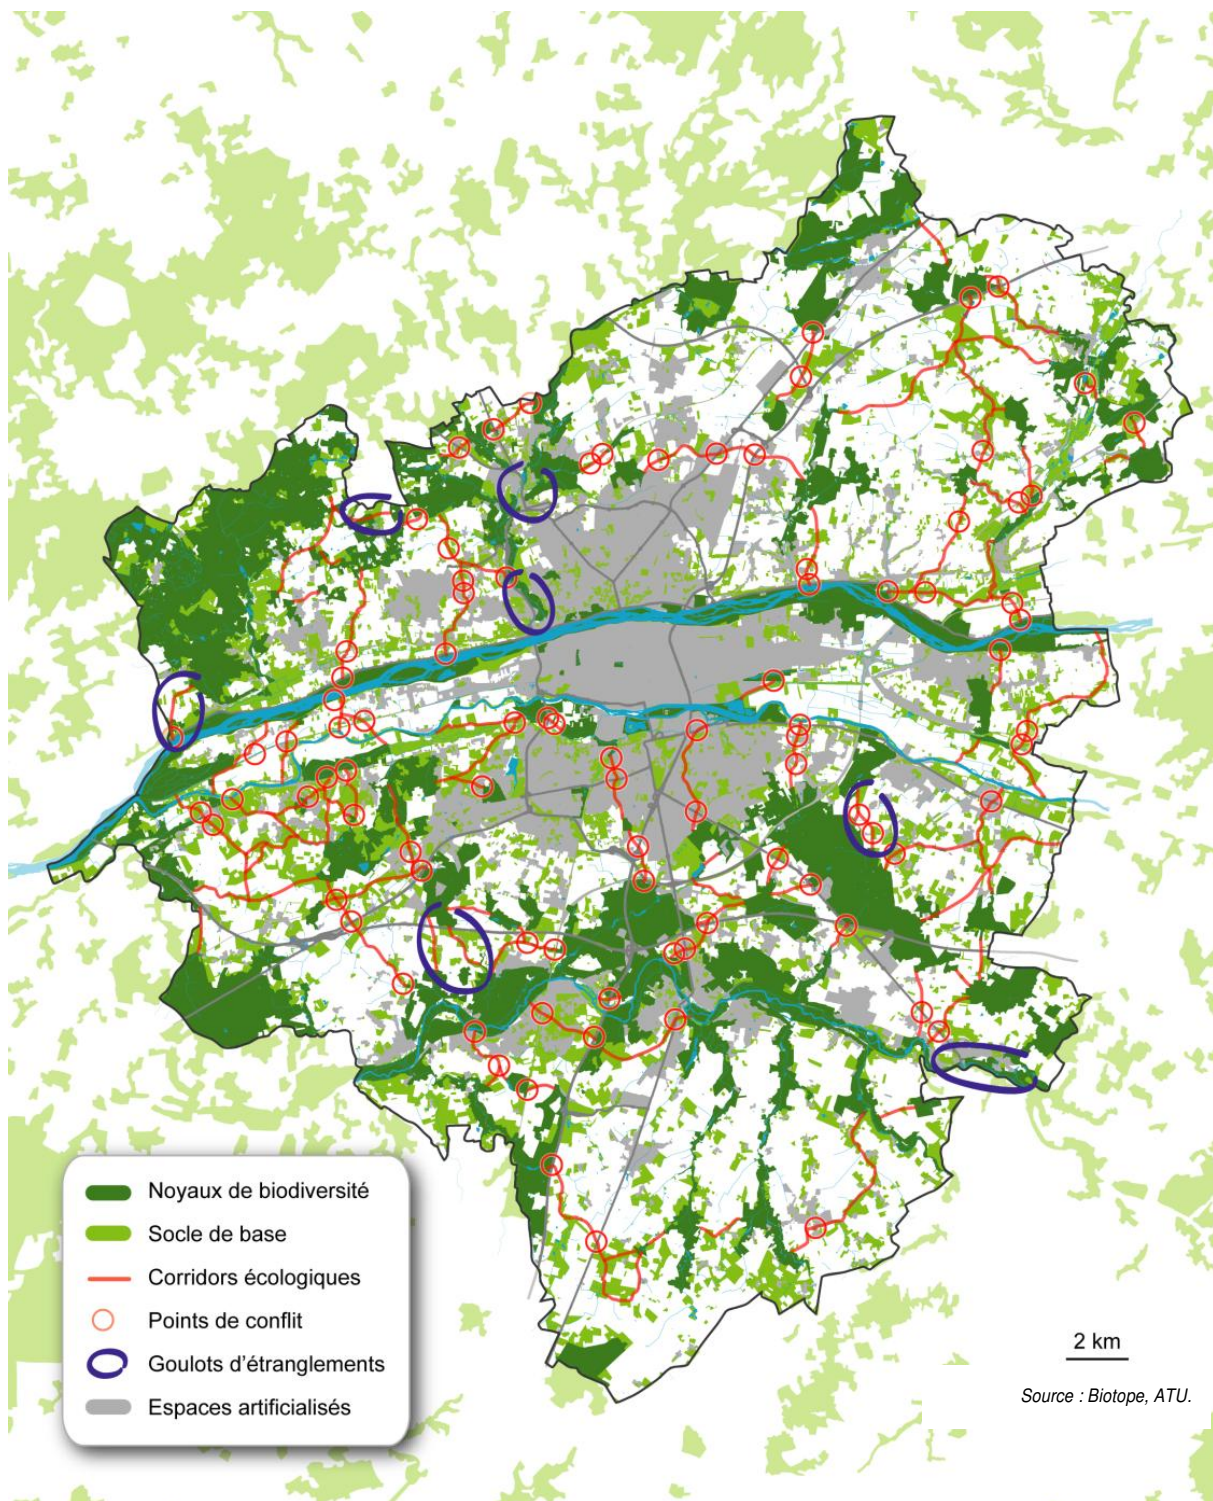 Noyaux de biodiversité
Socle de base
Corridors écologiques
Points de conflit
Goulots d'étranglements
Espaces artificialisés
2 km
Source : Biotope, ATU.